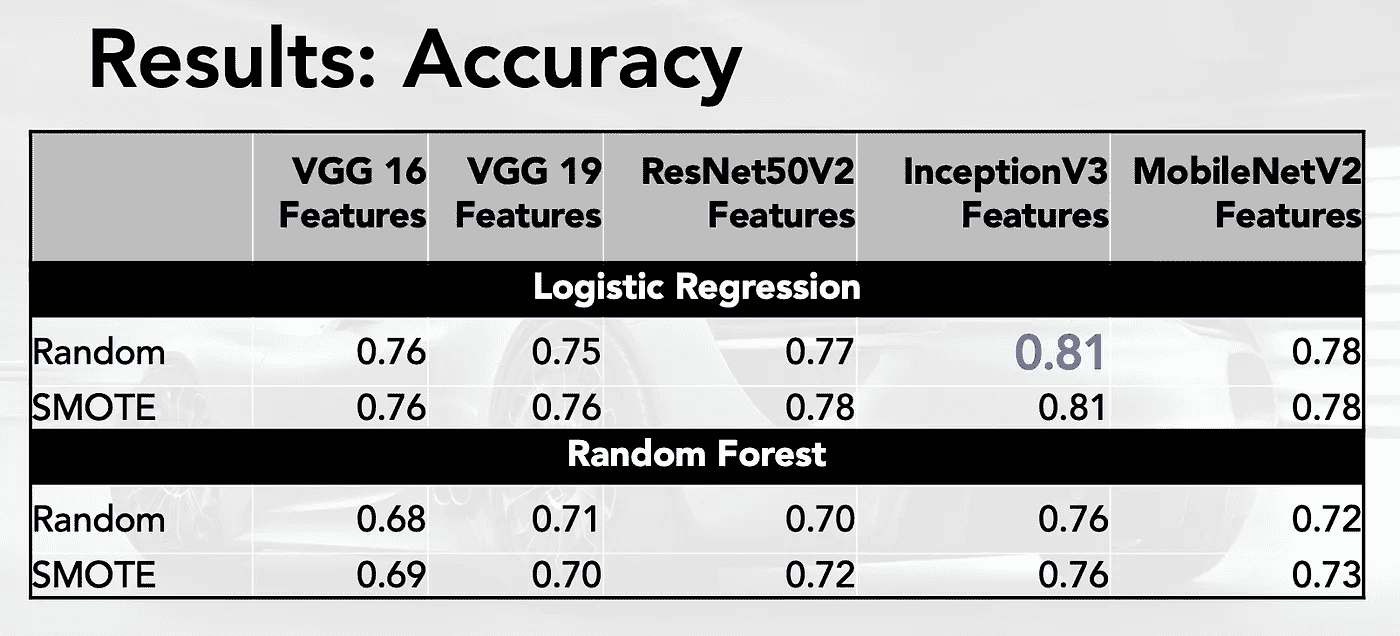 Results: Accuracy
VGG 16 VGG 19 ResNet50V2 InceptionV3 MobileNetV2
Features Features Features Features Features
Logistic Regression
Random 0.76 0.75 0.77 0.81 0.78
SMOTE 0.76 0.76 0.78 0.81 0.78
Random Forest
Random 0.68 0.71 0.70 0.76 0.72
SMOTE 0.69 0.70 0.72 0.76 0.73